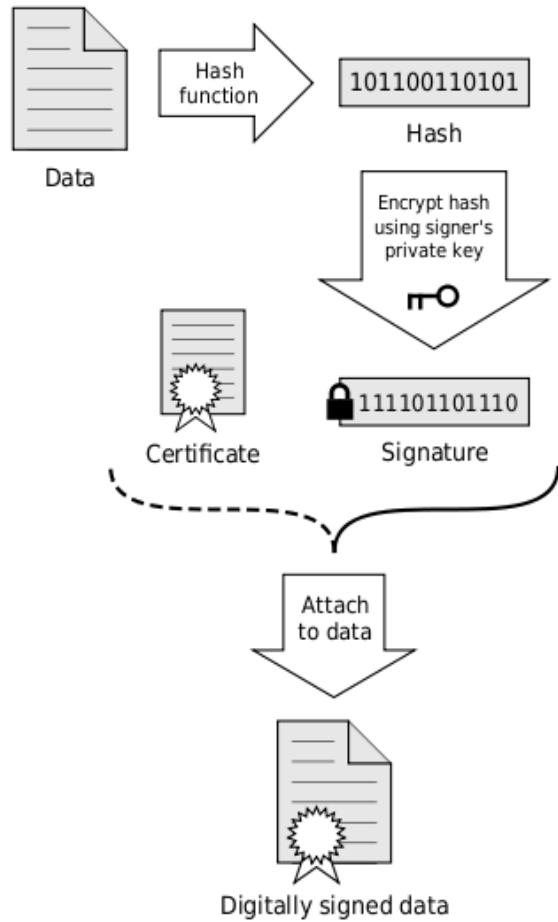 Hash
function
101100110101
Hash
Data
Encrypt hash
using signer's
private key
111101101110
Certificate
Signature
Attach
to data
Digitally signed data